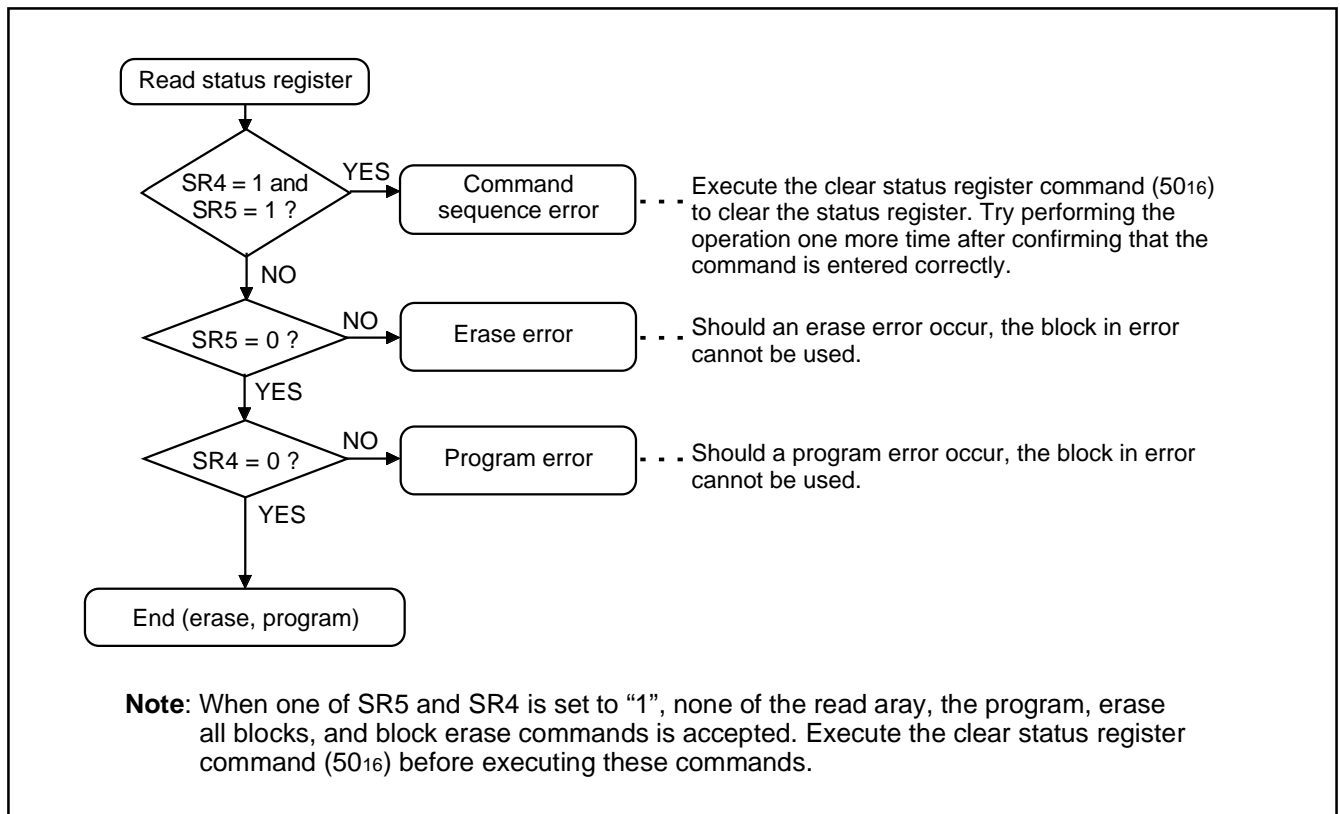 Read status register
SR4 = 1 and
SR5 = 1 ?
YES
Command
sequence error
Execute the clear status register command (5016)
to clear the status register. Try performing the
operation one more time after confirming that the
command is entered correctly.
NO
SR5 = 0 ?
NO
Erase error
Should an erase error occur, the block in error
cannot be used.
YES
SR4 = 0 ?
NO
Program error
Should a program error occur, the block in error
cannot be used.
YES
End (erase, program)
Note: When one of SR5 and SR4 is set to “1”, none of the read aray, the program, erase
all blocks, and block erase commands is accepted. Execute the clear status register
command (5016) before executing these commands.